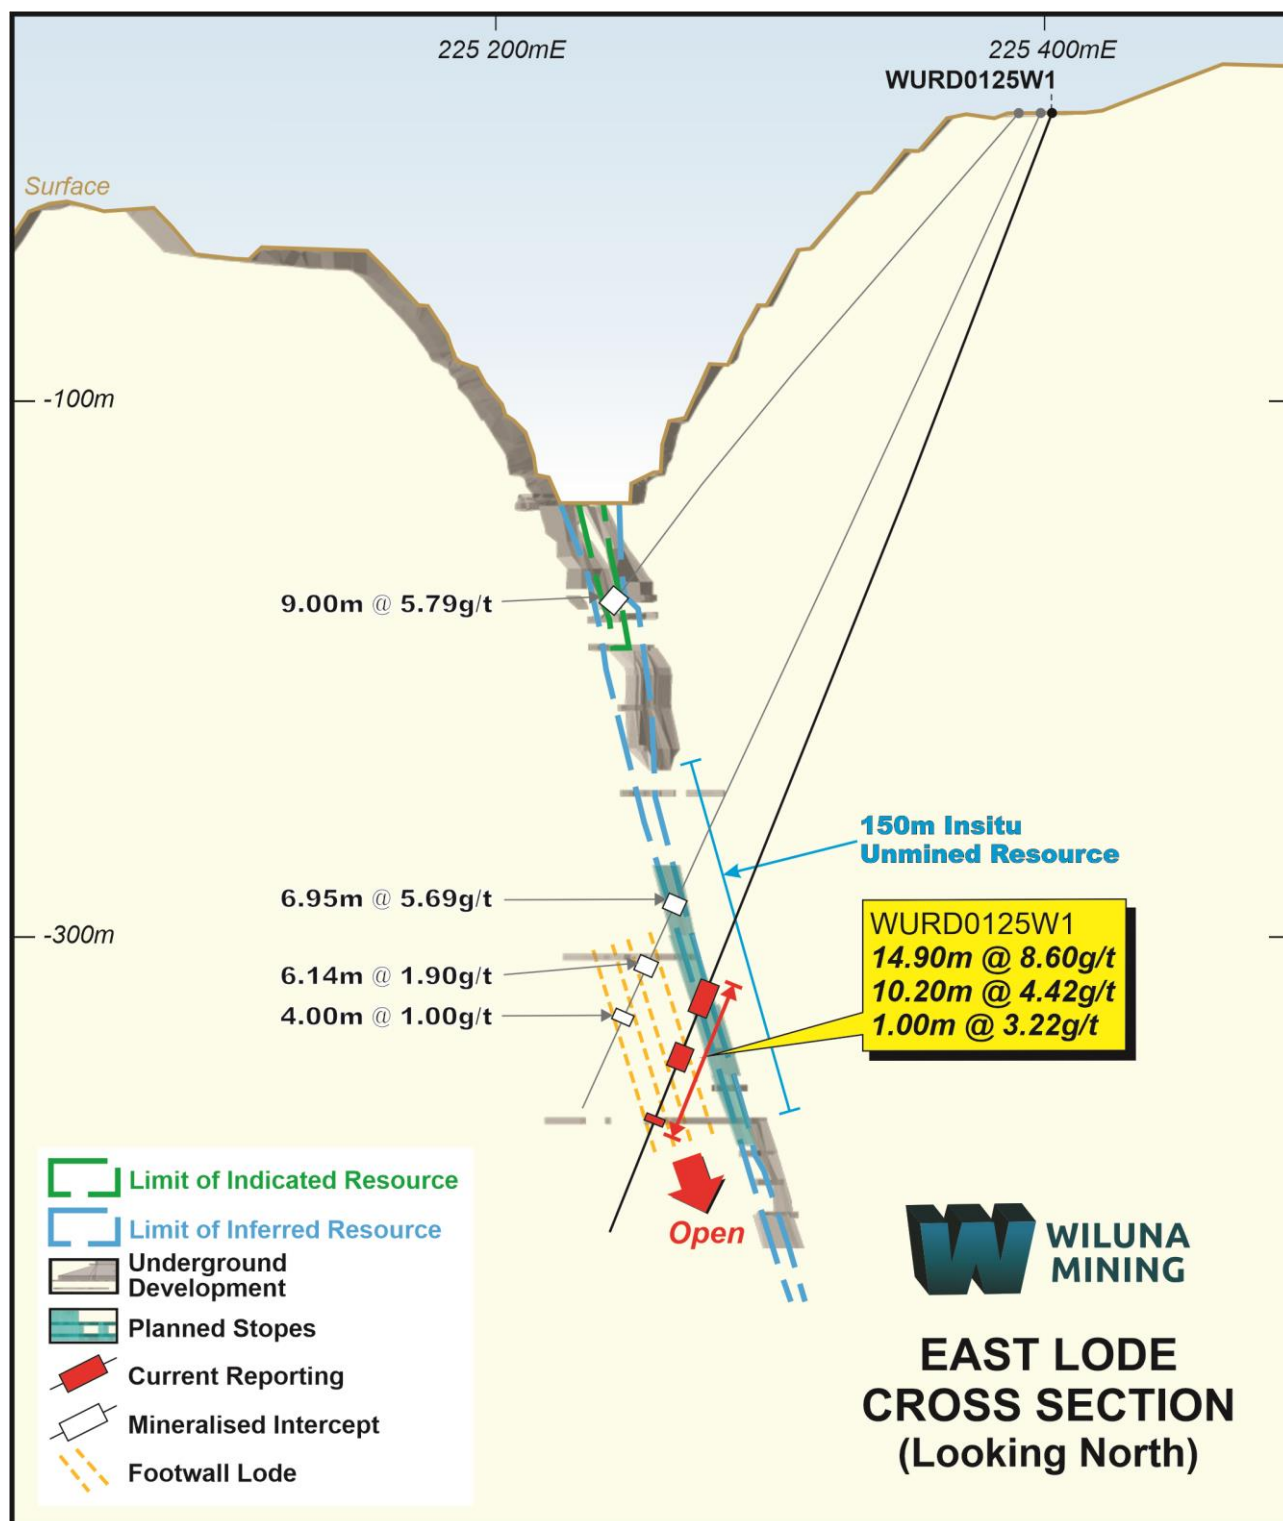 225 200mE
225 400mE
WURD0125W1
Surface
-100m
9.00m @ 5.79g/t
150m Insitu
Unmined Resource
6.95m @ 5.69g/t
-300m
6.14m @ 1.90g/t
4.00m @ 1.00g/t
WURD0125W1
14.90m @ 8.60g/t
10.20m @ 4.42g/t
1.00m @ 3.22g/t
Open
Limit of Indicated Resource
Limit of Inferred Resource
Underground
Development
Planned Stopes
Current Reporting
Mineralised Intercept
Footwall Lode
W WILUNA
MINING
EAST LODE
CROSS SECTION
(Looking North)